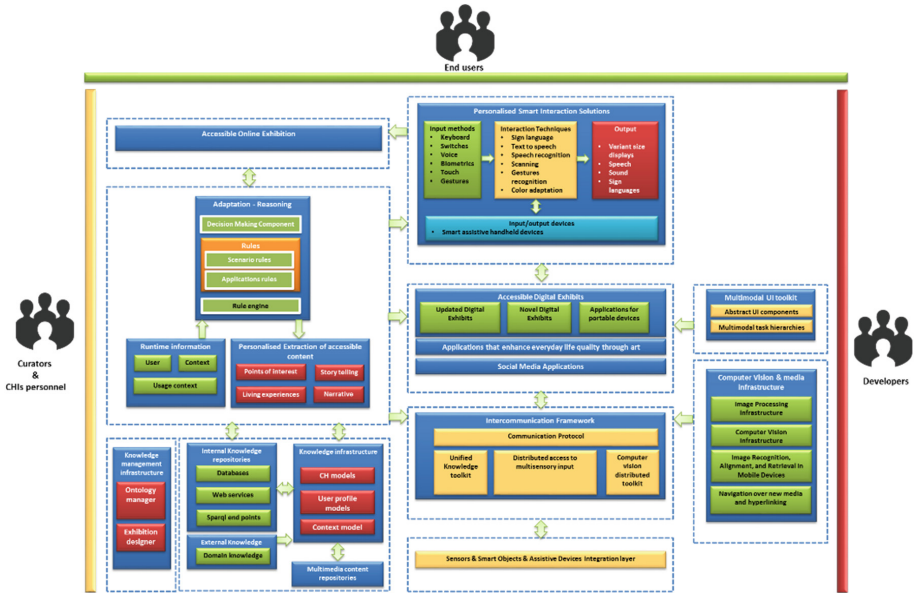 End users
Personalised Smart Interaction Solutions
Input methods
• Keyboard
• Switches
• Voice
• Biometrics
• Touch
• Gestures
Interaction Techniques
• Sign language
• Text to speech
• Speech recognition
• Scanning
• Gestures
recognition
• Color adaptation
Output
• Variant size
displays
• Speech
• Sound
• Sign
languages
Input/output devices
• Smart assistive handheld devices
Accessible Online Exhibition
Adaptation - Reasoning
Decision Making Component
Rules
Scenario rules
Applications rules
Rule engine
Runtime information
User
Context
Usage context
Personalised Extraction of accessible
content
Points of interest
Story telling
Living experiences
Narrative
Accessible Digital Exhibits
Updated Digital
Exhibits
Novel Digital
Exhibits
Applications for
portable devices
Applications that enhance everyday life quality through art
Social Media Applications
Multimodal UI toolkit
Abstract UI components
Multimodal task hierarchies
Curators
&
CHIs personnel
Developers
Computer Vision & media
Infrastructure
Image Processing
Infrastructure
Computer Vision
Infrastructure
Image Recognition,
Alignment, and Retrieval in
Mobile Devices
Navigation over new media
and hyperlinking
Intercommunication Framework
Communication Protocol
Unified
Knowledge
toolkit
Distributed access to
multisensory input
Computer
vision
distributed
toolkit
Knowledge
management
infrastructure
Ontology
manager
Exhibition
designer
Internal Knowledge
repositories
Databases
Web services
Sparql end points
External Knowledge
Domain knowledge
Knowledge infrastructure
CH models
User profile
models
Context model
Multimedia content
repositories
Sensors & Smart Objects & Assistive Devices Integration layer